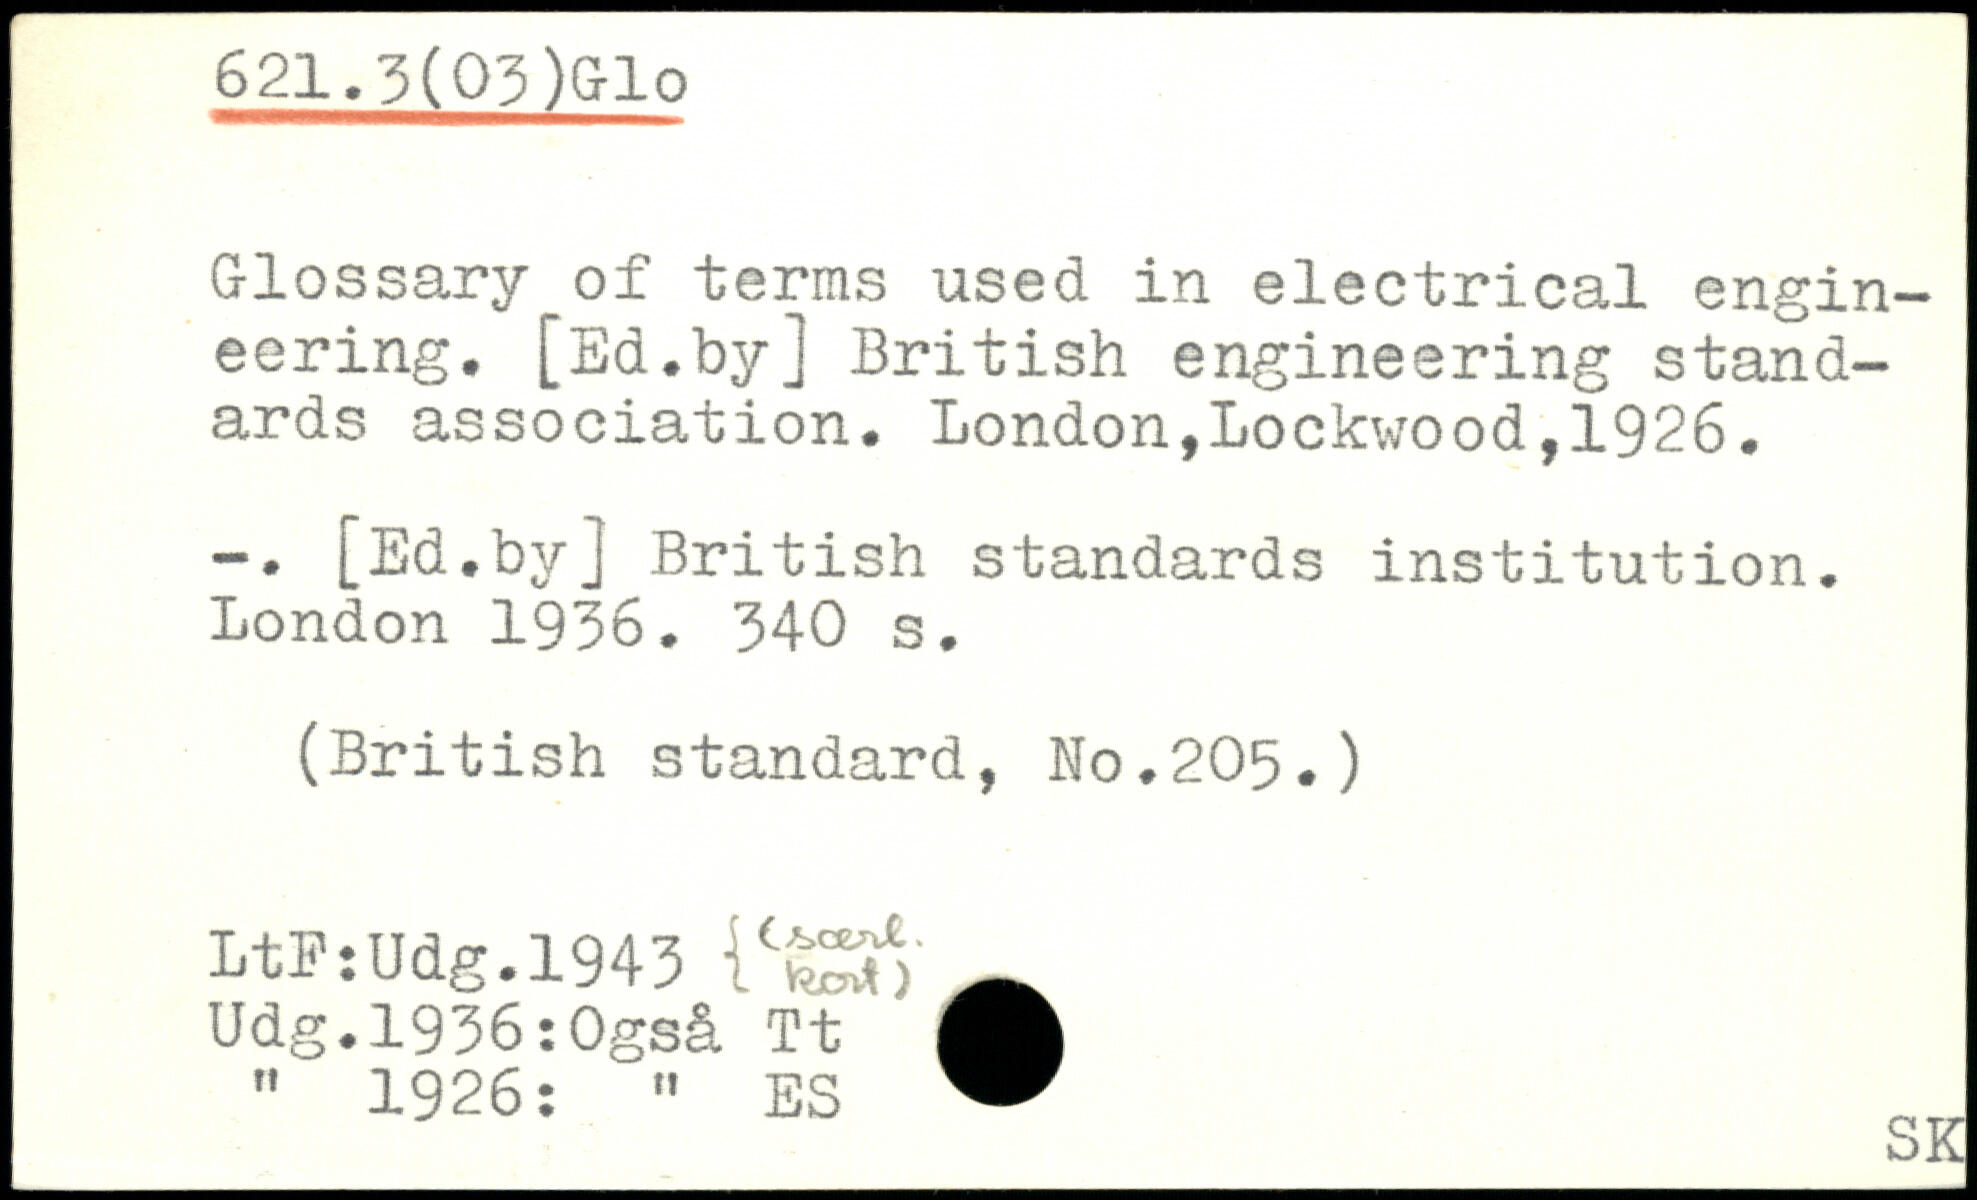 621.3(03)Glo
Glossary of terms used in electrical engin-
eering. [Ed.by] British engineering stand-
ards association. London,Lockwood,1926.
-. [Ed.by] British standards institution.
London 1936. 340 s.
(British standard, No.205.)
LtF:Udg.1943 {(særl.
kort)
Udg.1936:Også Tt
" 1926: " ES
SK